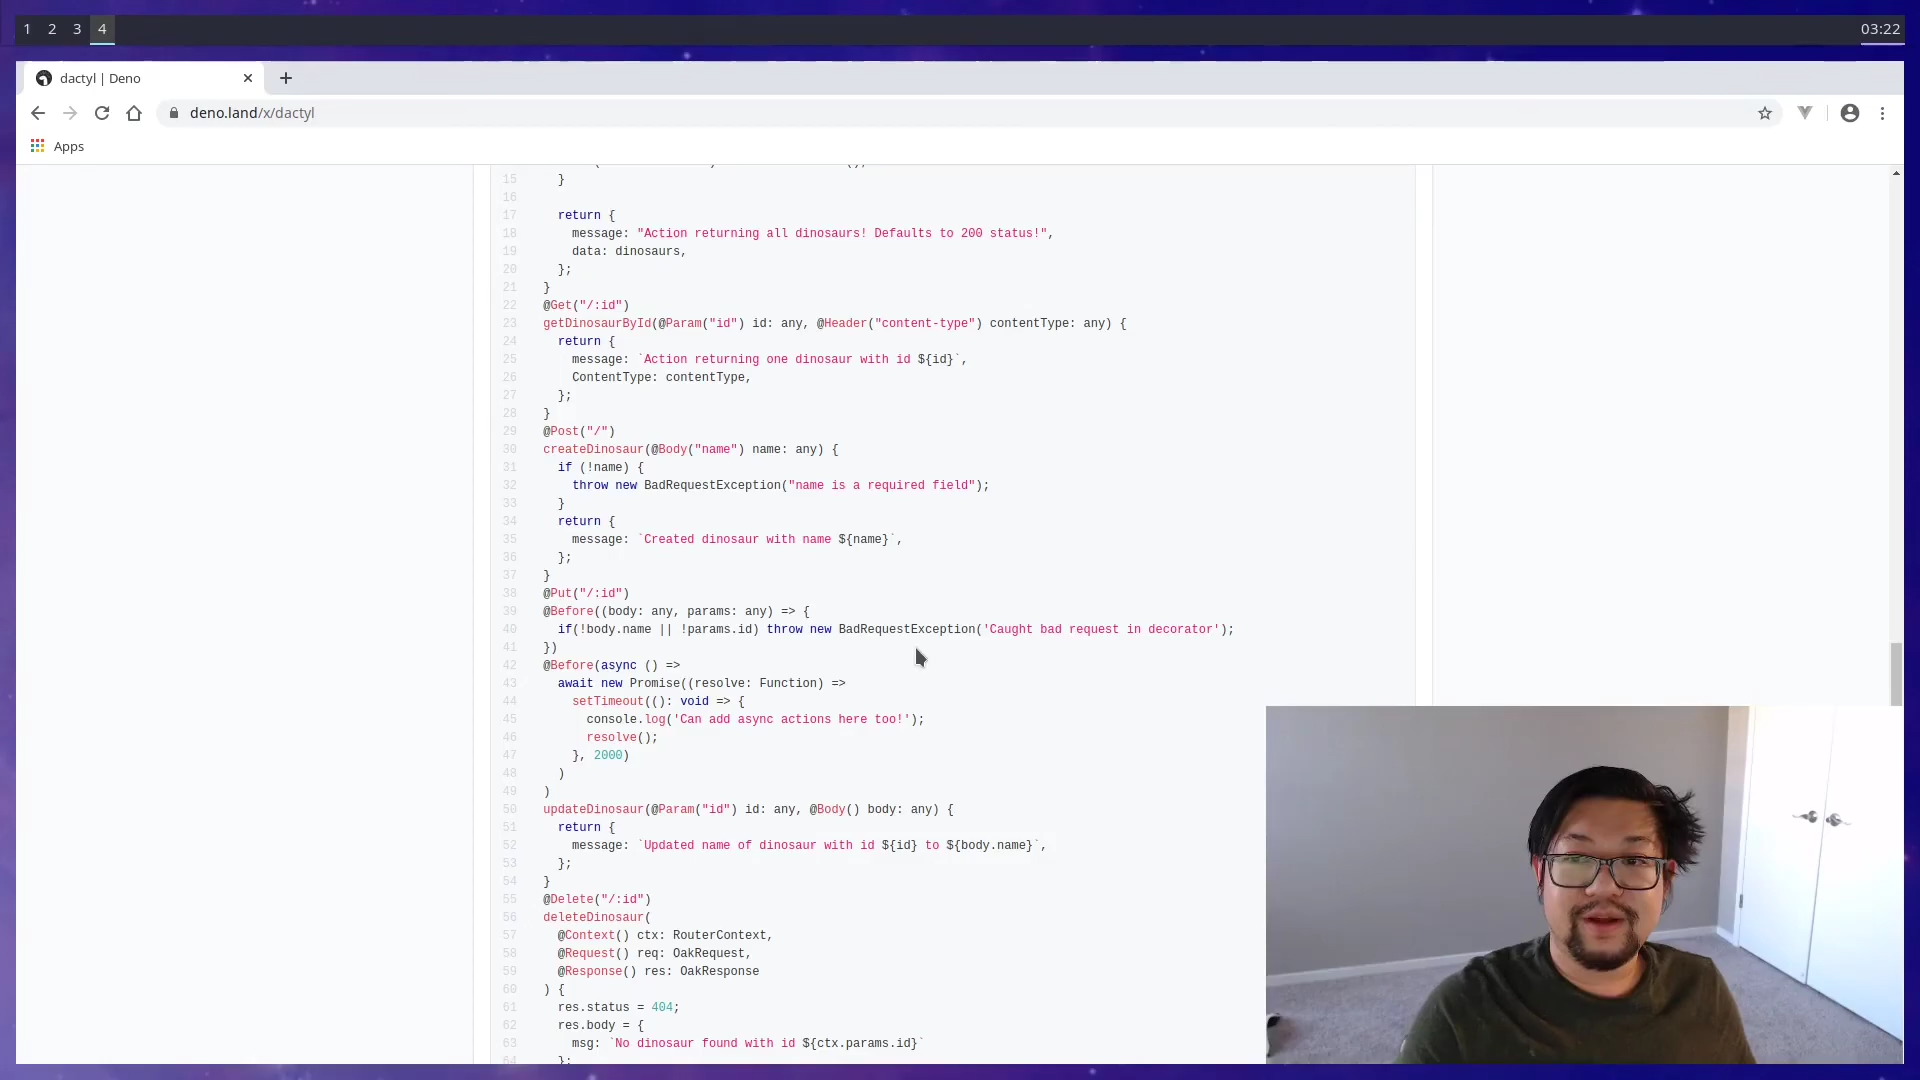 1 2 3 4
03:22
dactyl | Deno
deno.land/x/dactyl
Apps
15 }
16
17 return {
18 message: "Action returning all dinosaurs! Defaults to 200 status!",
19 data: dinosaurs,
20 };
21 }
22 @Get("/:id")
23 getDinosaurById(@Param("id") id: any, @Header("content-type") contentType: any) {
24 return {
25 message: `Action returning one dinosaur with id ${id}`,
26 ContentType: contentType,
27 };
28 }
29 @Post("/")
30 createDinosaur(@Body("name") name: any) {
31 if (!name) {
32 throw new BadRequestException("name is a required field");
33 }
34 return {
35 message: `Created dinosaur with name ${name}`,
36 };
37 }
38 @Put("/:id")
39 @Before((body: any, params: any) => {
40 if(!body.name || !params.id) throw new BadRequestException('Caught bad request in decorator');
41 })
42 @Before(async () =>
43 await new Promise((resolve: Function) =>
44 setTimeout((): void => {
45 console.log('Can add async actions here too!');
46 resolve();
47 }, 2000)
48 )
49 )
50 updateDinosaur(@Param("id") id: any, @Body() body: any) {
51 return {
52 message: `Updated name of dinosaur with id ${id} to ${body.name}`,
53 };
54 }
55 @Delete("/:id")
56 deleteDinosaur(
57 @Context() ctx: RouterContext,
58 @Request() req: OakRequest,
59 @Response() res: OakResponse
60 ) {
61 res.status = 404;
62 res.body = {
63 msg: `No dinosaur found with id ${ctx.params.id}`
64 };